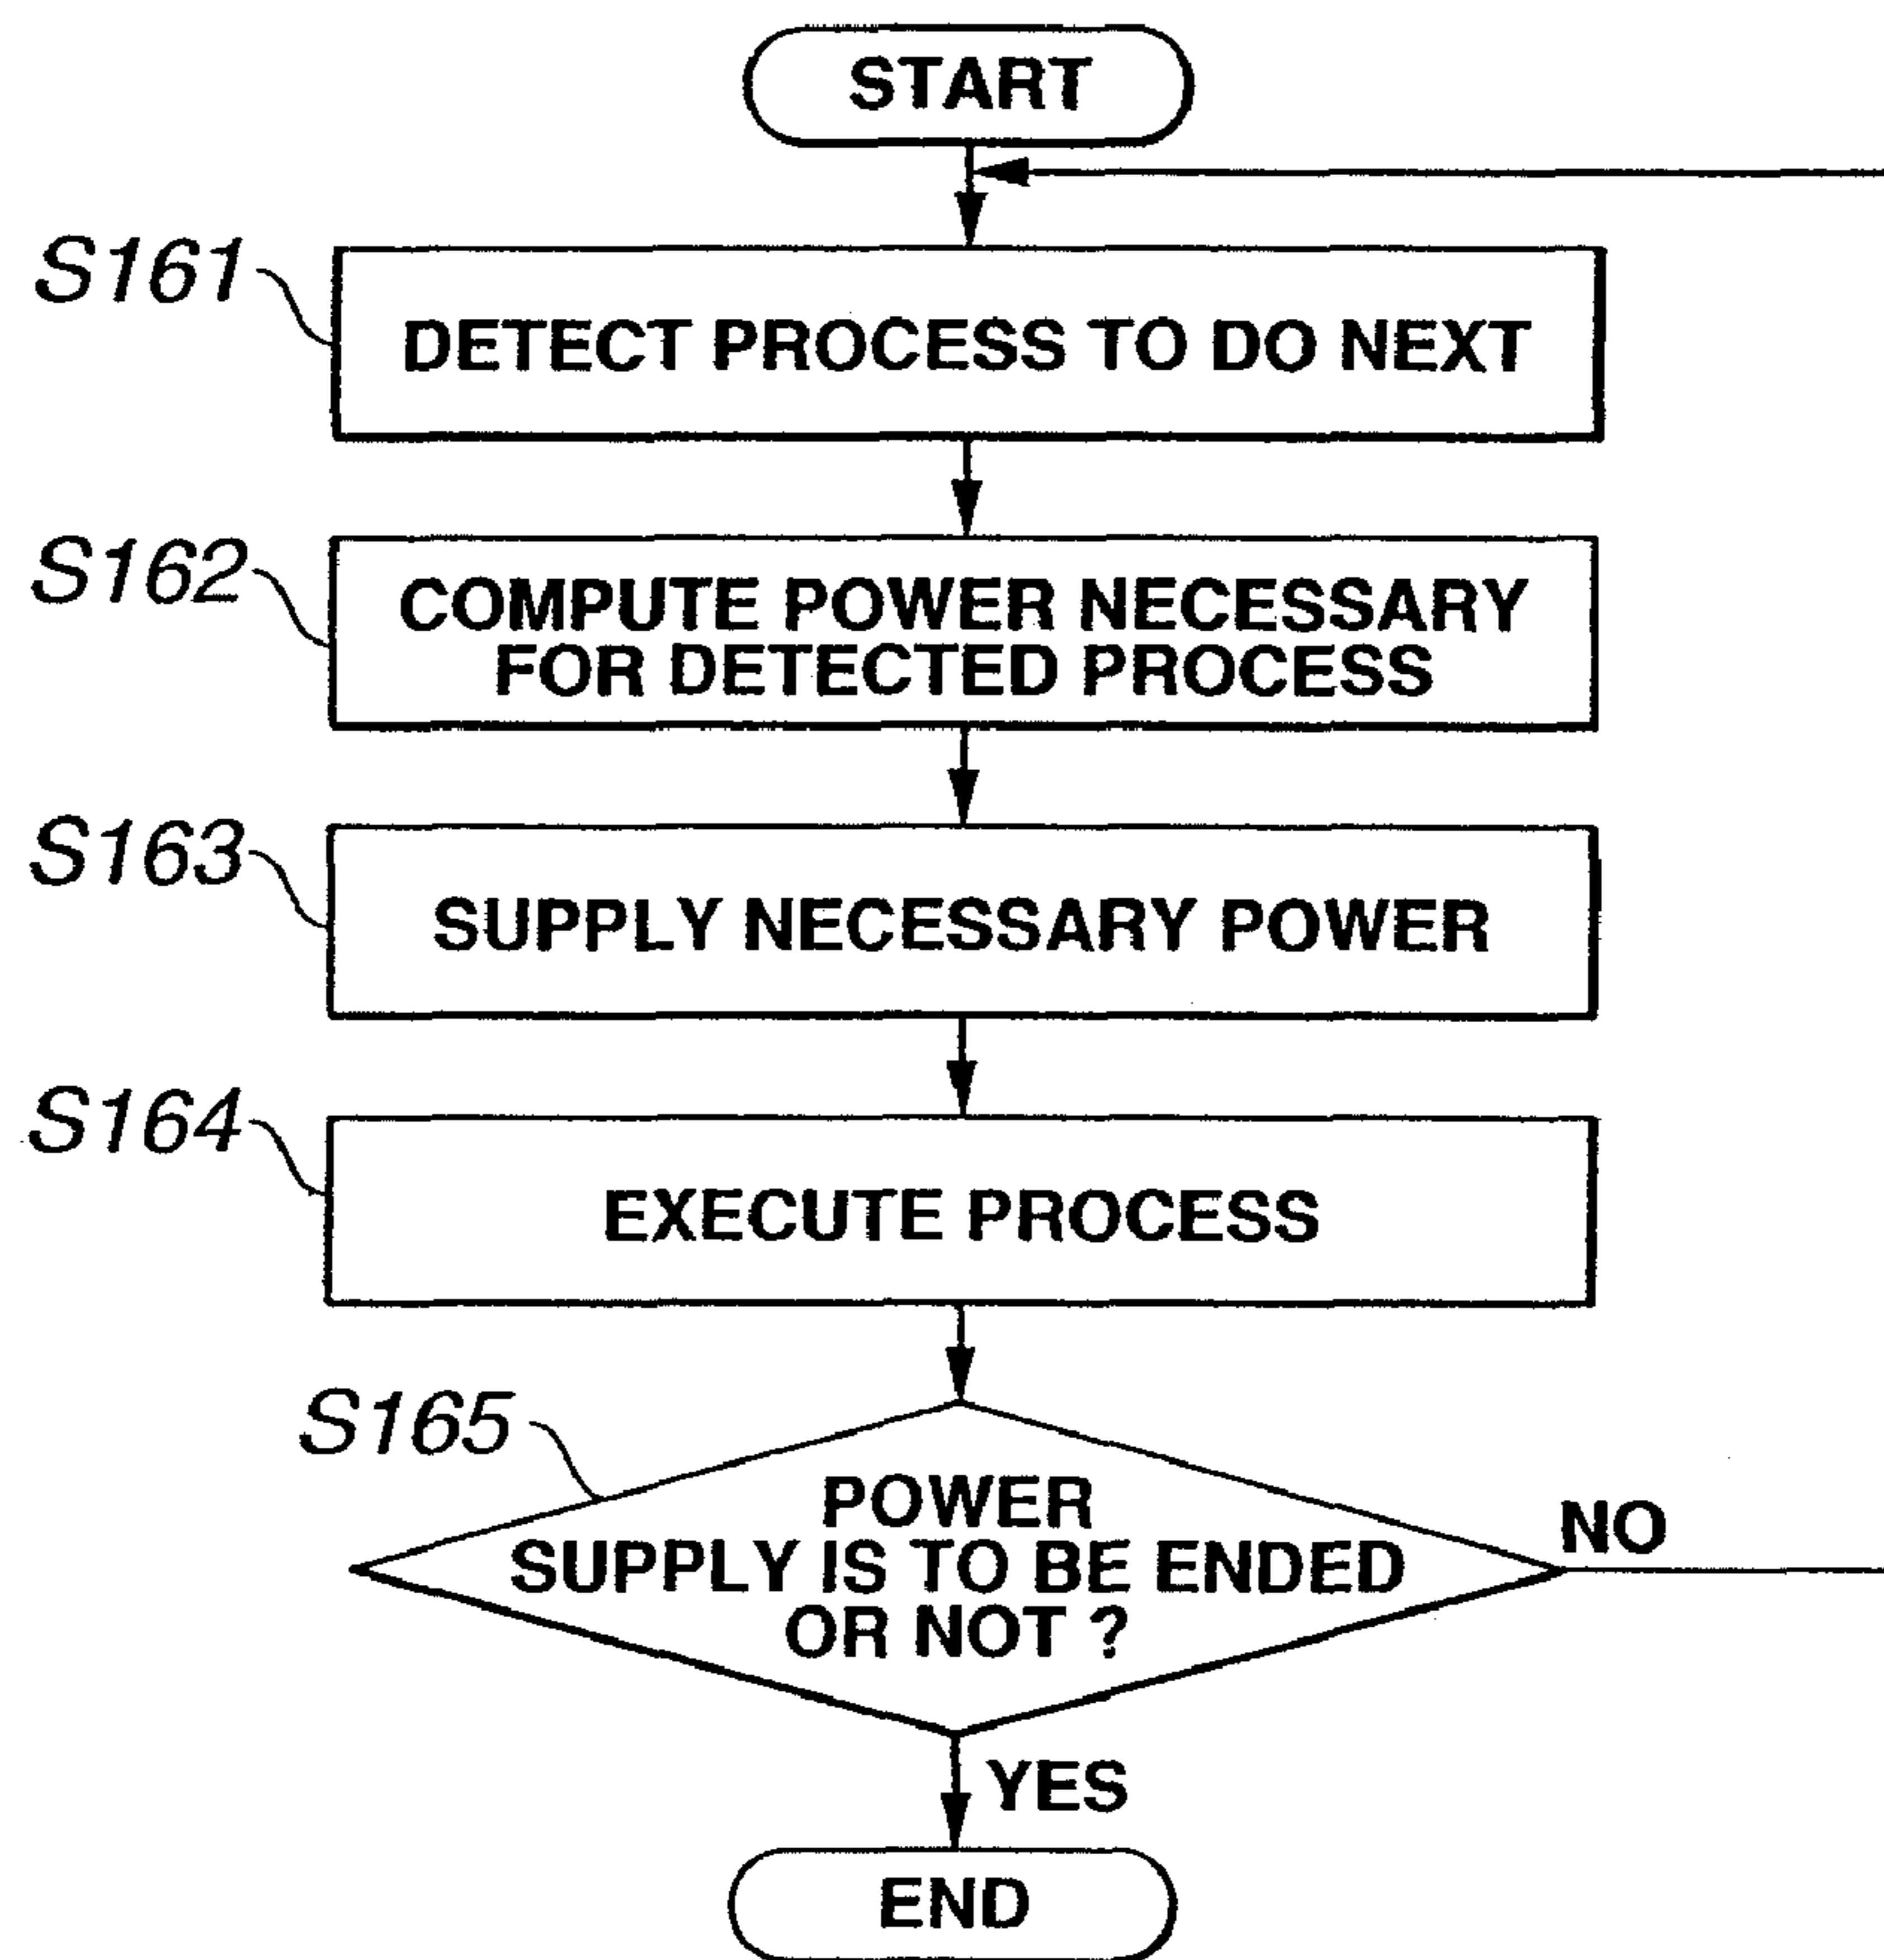 START
S161
DETECT PROCESS TO DO NEXT
S162
COMPUTE POWER NECESSARY
FOR DETECTED PROCESS
S163
SUPPLY NECESSARY POWER
S164
EXECUTE PROCESS
S165
POWER
SUPPLY IS TO BE ENDED
OR NOT ?
NO
YES
END